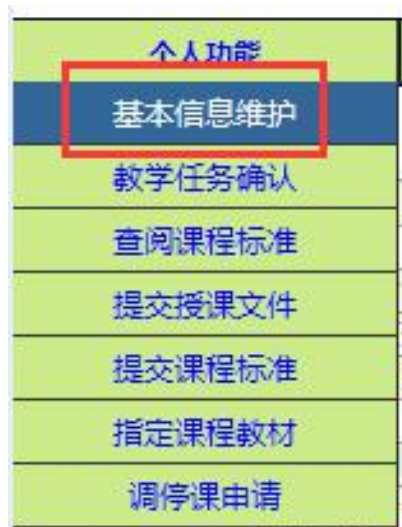 个人功能
基本信息维护
教学任务确认
查阅课程标准
提交授课文件
提交课程标准
指定课程教材
调停课申请